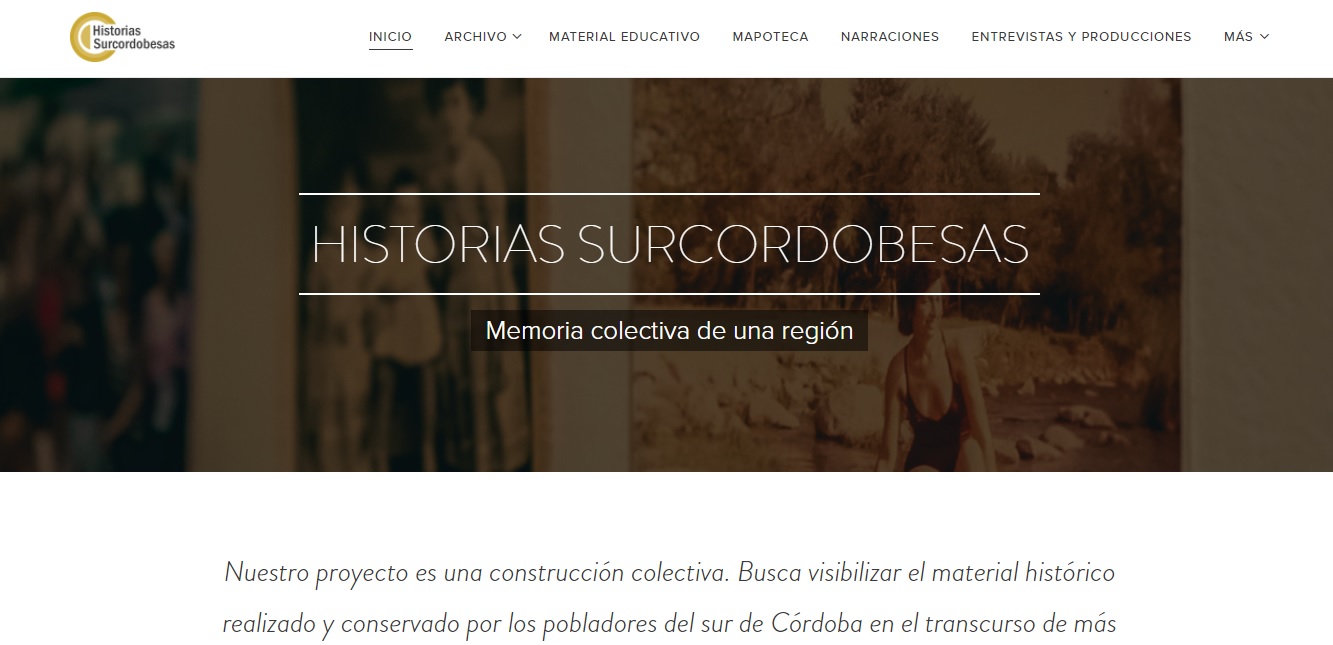 Historias
Surcordobesas
INICIO ARCHIVO MATERIAL EDUCATIVO MAPOTECA NARRACIONES ENTREVISTAS Y PRODUCCIONES MÁS
HISTORIAS SURCORDOBESAS
Memoria colectiva de una región
Nuestro proyecto es una construcción colectiva. Busca visibilizar el material histórico
realizado y conservado por los pobladores del sur de Córdoba en el transcurso de más